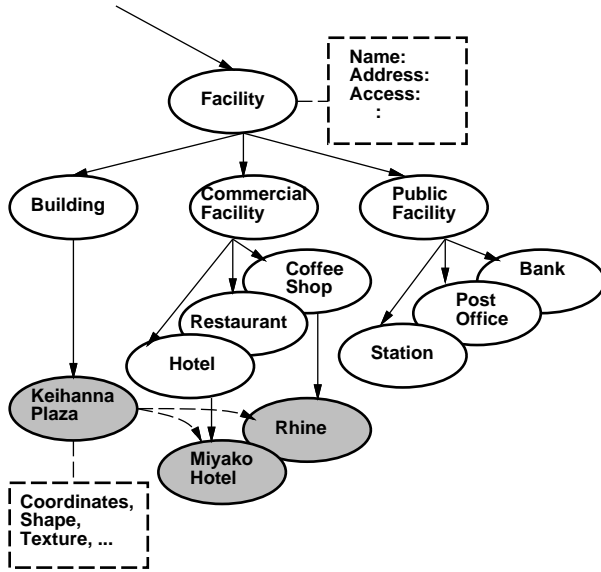 Name:
Address:
Access:
:
Facility
Building
Commercial
Facility
Public
Facility
Coffee
Shop
Bank
Restaurant
Post
Office
Hotel
Station
Keihanna
Plaza
Rhine
Miyako
Hotel
Coordinates,
Shape,
Texture, ...